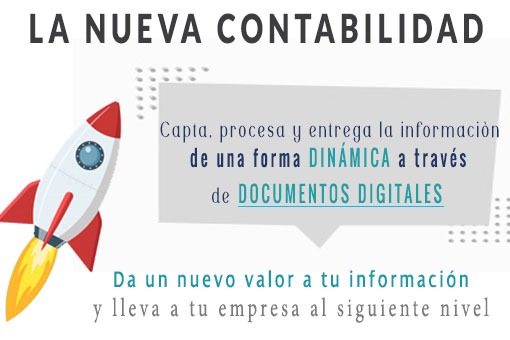 LA NUEVA CONTABILIDAD
Capta, procesa y entrega la informaciòn
de una forma DINÁMICA a través
de DOCUMENTOS DIGITALES
Da un nuevo valor a tu información
y lleva a tu empresa al siguiente nivel